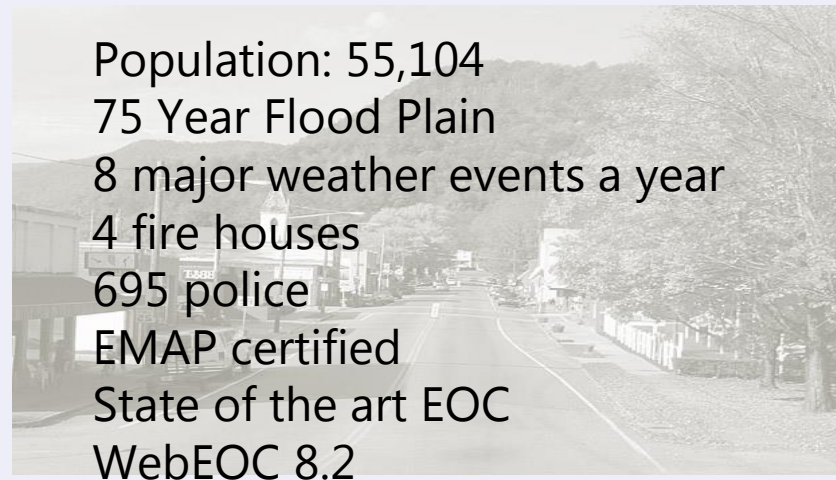 Population: 55,104
75 Year Flood Plain
8 major weather events a year
4 fire houses
695 police
EMAP certified
State of the art EOC
WebEOC 8.2